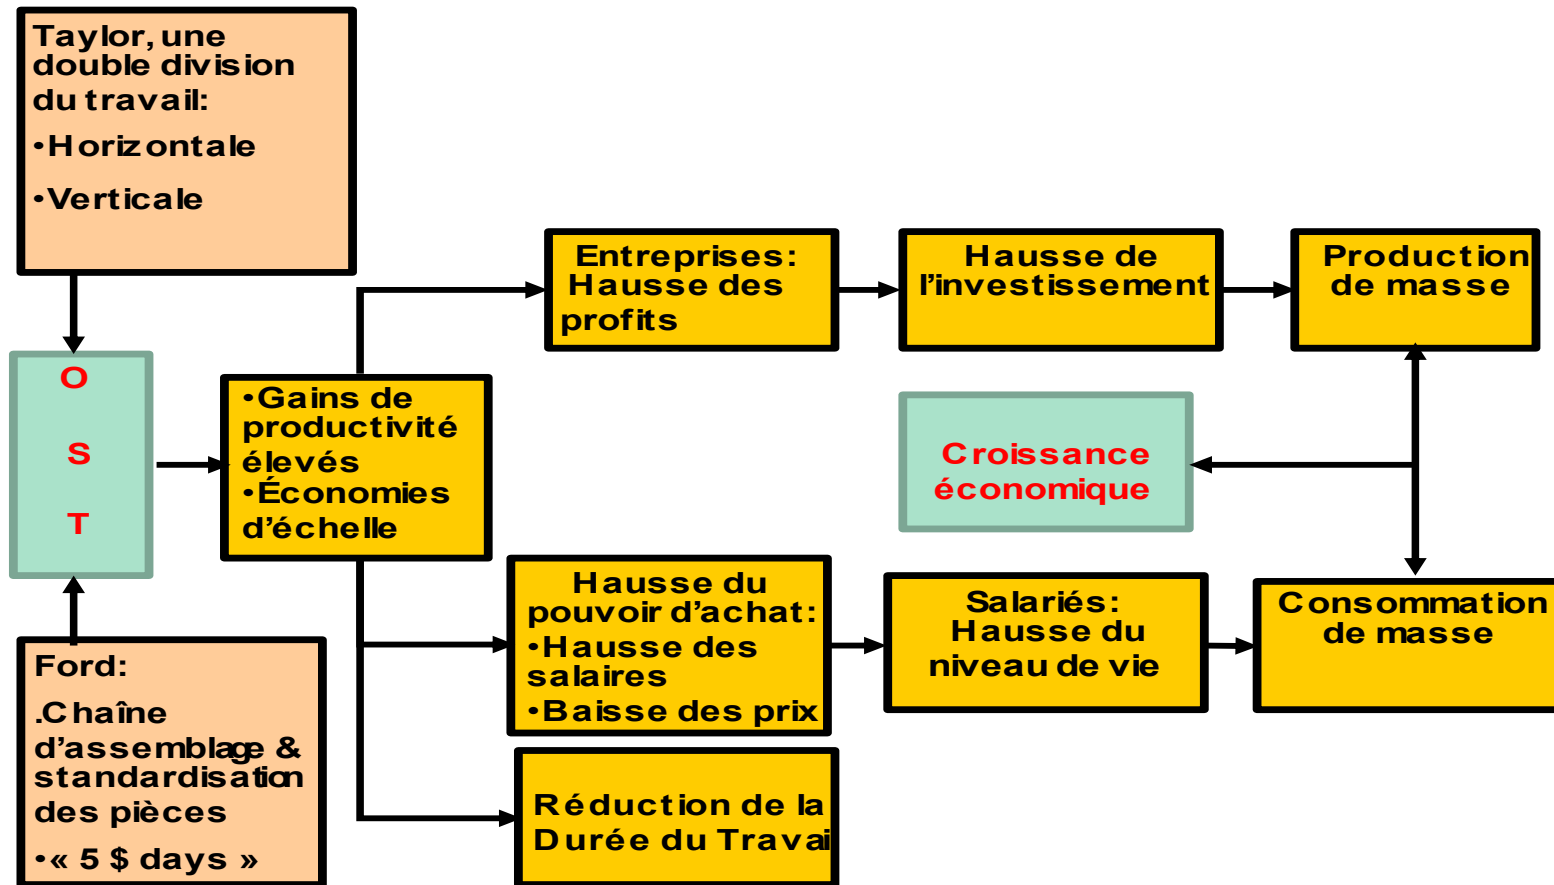 Taylor, une
double division
du travail:
•Horizontale
•Verticale
O
S
T
Ford:
.Chaîne
d'assemblage &
standardisation
des pièces
•« 5 $ days »
•Gains de
productivité
élevés
•Économies
d'échelle
Entreprises:
Hausse des
profits
Hausse de
l'investissement
Production
de masse
Croissance
économique
Hausse du
pouvoir d'achat:
•Hausse des
salaires
•Baisse des prix
Salariés:
Hausse du
niveau de vie
Consommation
de masse
Réduction de la
Durée du Travai